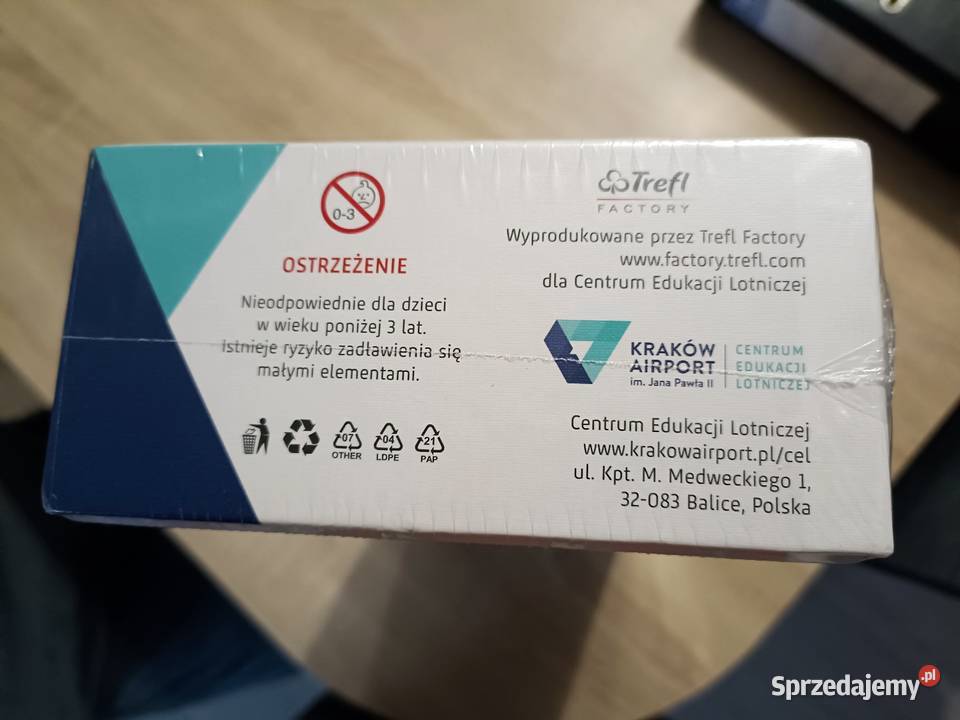 0-3
OSTRZEŻENIE
Nieodpowiednie dla dzieci
w wieku poniżej 3 lat.
Istnieje ryzyko zadławienia się
małymi elementami.
07
OTHER
04
LDPE
21
PAP
Trefl
FACTORY
Wyprodukowane przez Trefl Factory
www.factory.trefl.com
dla Centrum Edukacji Lotniczej
KRAKÓW
AIRPORT
im. Jana Pawła II
CENTRUM
EDUKACJI
LOTNICZEJ
Centrum Edukacji Lotniczej
www.krakowairport.pl/cel
ul. Kpt. M. Medweckiego 1,
32-083 Balice, Polska
Sprzedajemy.pl